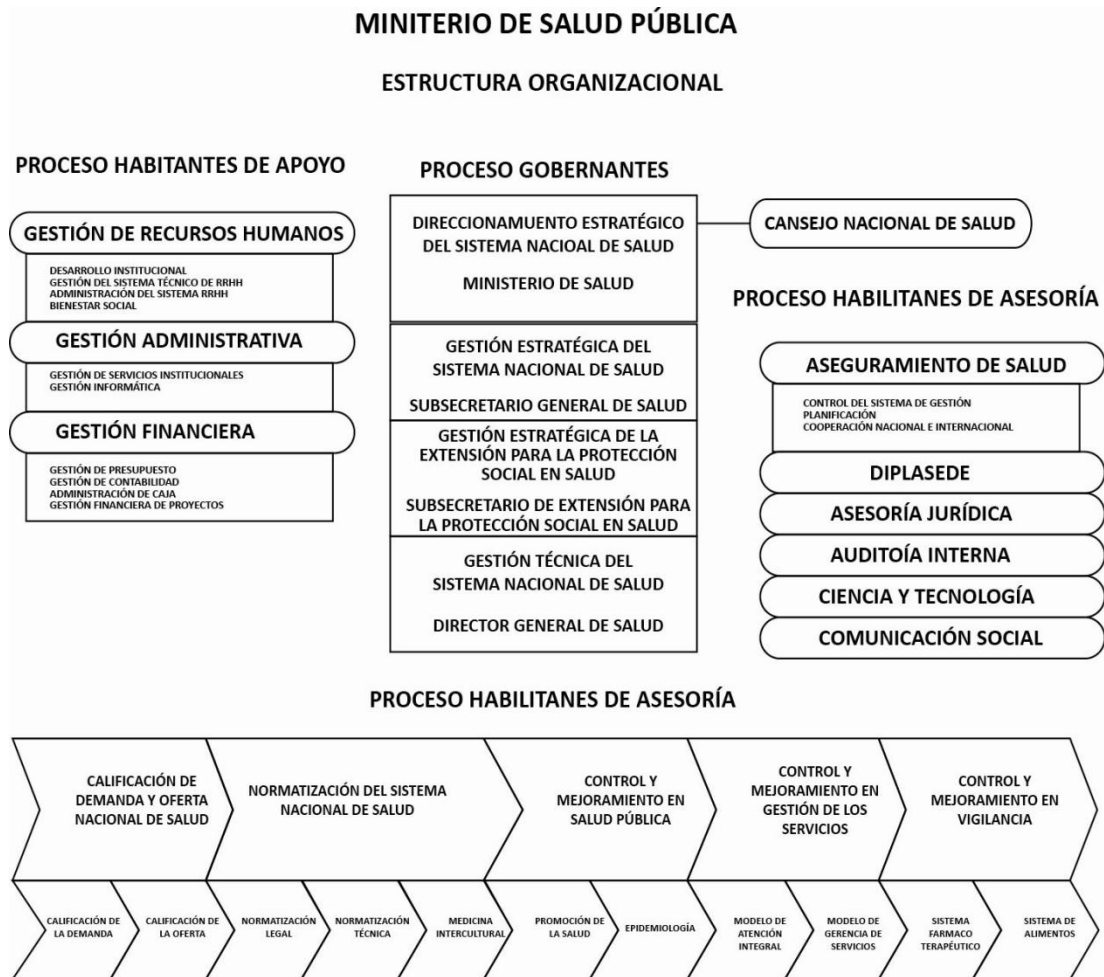 MINITERIO DE SALUD PÚBLICA
ESTRUCTURA ORGANIZACIONAL
PROCESO HABITANTES DE APOYO
GESTIÓN DE RECURSOS HUMANOS
DESARROLLO INSTITUCIONAL
GESTIÓN DEL SISTEMA TÉCNICO DE RRHH
ADMINISTRACIÓN DEL SISTEMA RRHH
BIENESTAR SOCIAL
GESTIÓN ADMINISTRATIVA
GESTIÓN DE SERVICIOS INSTITUCIONALES
GESTIÓN INFORMÁTICA
GESTIÓN FINANCIERA
GESTIÓN DE PRESUPUESTO
GESTIÓN DE CONTABILIDAD
ADMINISTRACIÓN DE CAJA
GESTIÓN FINANCIERA DE PROYECTOS
PROCESO GOBERNANTES
DIRECCIONAMUENTO ESTRATÉGICO
DEL SISTEMA NACIOAL DE SALUD
MINISTERIO DE SALUD
GESTIÓN ESTRATÉGICA DEL
SISTEMA NACIONAL DE SALUD
SUBSECRETARIO GENERAL DE SALUD
GESTIÓN ESTRATÉGICA DE LA
EXTENSIÓN PARA LA PROTECCIÓN
SOCIAL EN SALUD
SUBSECRETARIO DE EXTENSIÓN PARA
LA PROTECCIÓN SOCIAL EN SALUD
GESTIÓN TÉCNICA DEL
SISTEMA NACIONAL DE SALUD
DIRECTOR GENERAL DE SALUD
CANSEJO NACIONAL DE SALUD
PROCESO HABILITANES DE ASESORÍA
ASEGURAMIENTO DE SALUD
CONTROL DEL SISTEMA DE GESTIÓN
PLANIFICACIÓN
COOPERACIÓN NACIONAL E INTERNACIONAL
DIPLASEDE
ASESORÍA JURÍDICA
AUDITOÍA INTERNA
CIENCIA Y TECNOLOGÍA
COMUNICACIÓN SOCIAL
PROCESO HABILITANES DE ASESORÍA
CALIFICACIÓN DE
DEMANDA Y OFERTA
NACIONAL DE SALUD
NORMATIZACIÓN DEL SISTEMA
NACIONAL DE SALUD
CONTROL Y
MEJORAMIENTO EN
SALUD PÚBLICA
CONTROL Y
MEJORAMIENTO EN
GESTIÓN DE LOS
SERVICIOS
CONTROL Y
MEJORAMIENTO EN
VIGILANCIA
CALIFICACIÓN DE
LA DEMANDA
CALIFICACIÓN DE
LA OFERTA
NORMATIZACIÓN
LEGAL
NORMATIZACIÓN
TÉCNICA
MEDICINA
INTERCULTURAL
PROMOCIÓN DE
LA SALUD
EPIDEMIOLOGÍA
MODELO DE
ATENCIÓN
INTEGRAL
MODELO DE
GERENCIA DE
SERVICIOS
SISTEMA
FARMACO
TERAPÉUTICO
SISTEMA DE
ALIMENTOS